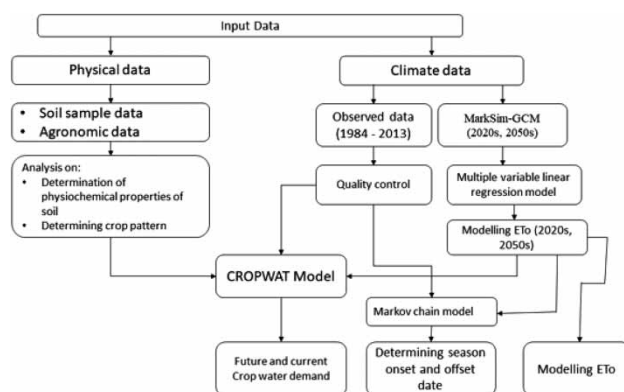 Input Data
Physical data
Climate data
• Soil sample data
• Agronomic data
Observed data
(1984 - 2013)
MarkSim-GCM
(2020s, 2050s)
Analysis on:
• Determination of
physiochemical properties of
soil
• Determining crop pattern
Quality control
Multiple variable linear
regression model
Modelling ETo (2020s,
2050s)
CROPWAT Model
Markov chain model
Future and current
Crop water demand
Determining season
onset and offset
date
Modelling ETo